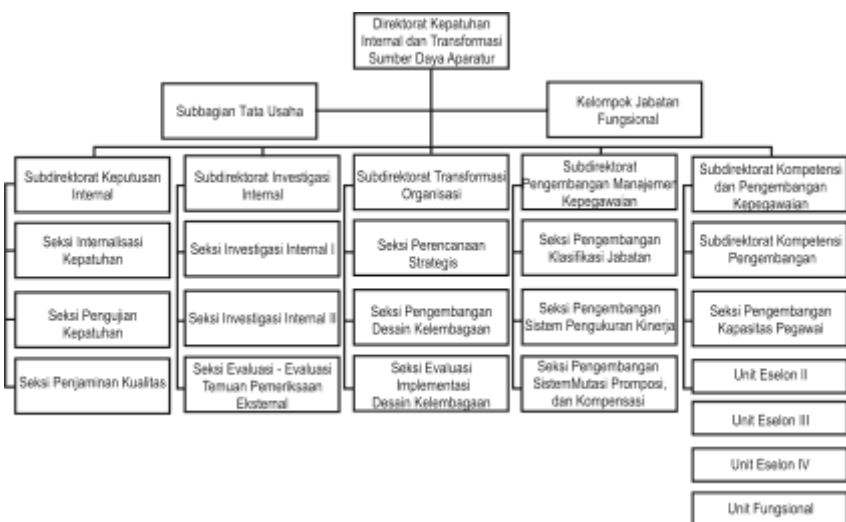 Direktorat Kepatuhan
Internal dan Transformasi
Sumber Daya Aparatur
Subbagian Tata Usaha
Kelompok Jabatan
Fungsional
Subdirektorat Keputusan
Internal
Subdirektorat Investigasi
Internal
Subdirektorat Transformasi
Organisasi
Subdirektorat
Pengembangan Manajemen
Kepegawaian
Subdirektorat Kompetensi
dan Pengembangan
Kepegawaian
Seksi Internalisasi
Kepatuhan
Seksi Investigasi Internal I
Seksi Perencanaan
Strategis
Seksi Pengembangan
Klasifikasi Jabatan
Subdirektorat Kompetensi
Pengembangan
Seksi Pengujian
Kepatuhan
Seksi Investigasi Internal II
Seksi Pengembangan
Desain Kelembagaan
Seksi Pengembangan
Sistem Pengukuran Kinerja
Seksi Pengembangan
Kapasitas Pegawai
Seksi Penjaminan Kualitas
Seksi Evaluasi - Evaluasi
Temuan Pemeriksaan
Eksternal
Seksi Evaluasi
Implementasi
Desain Kelembagaan
Seksi Pengembangan
SistemMutasi Promposi,
dan Kompensasi
Unit Eselon II
Unit Eselon III
Unit Eselon IV
Unit Fungsional